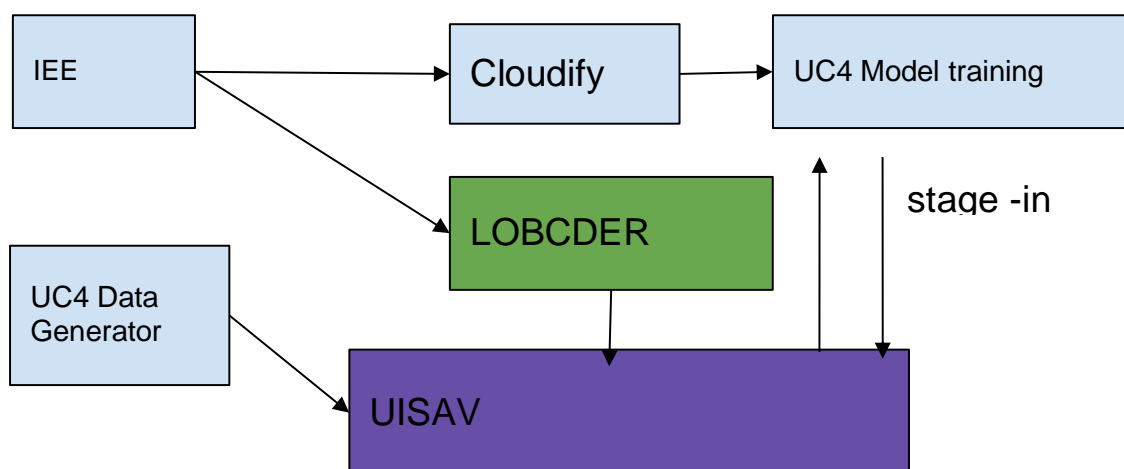 IEE
Cloudify
UC4 Model training
stage -in
LOBCDER
UC4 Data
Generator
UISAV